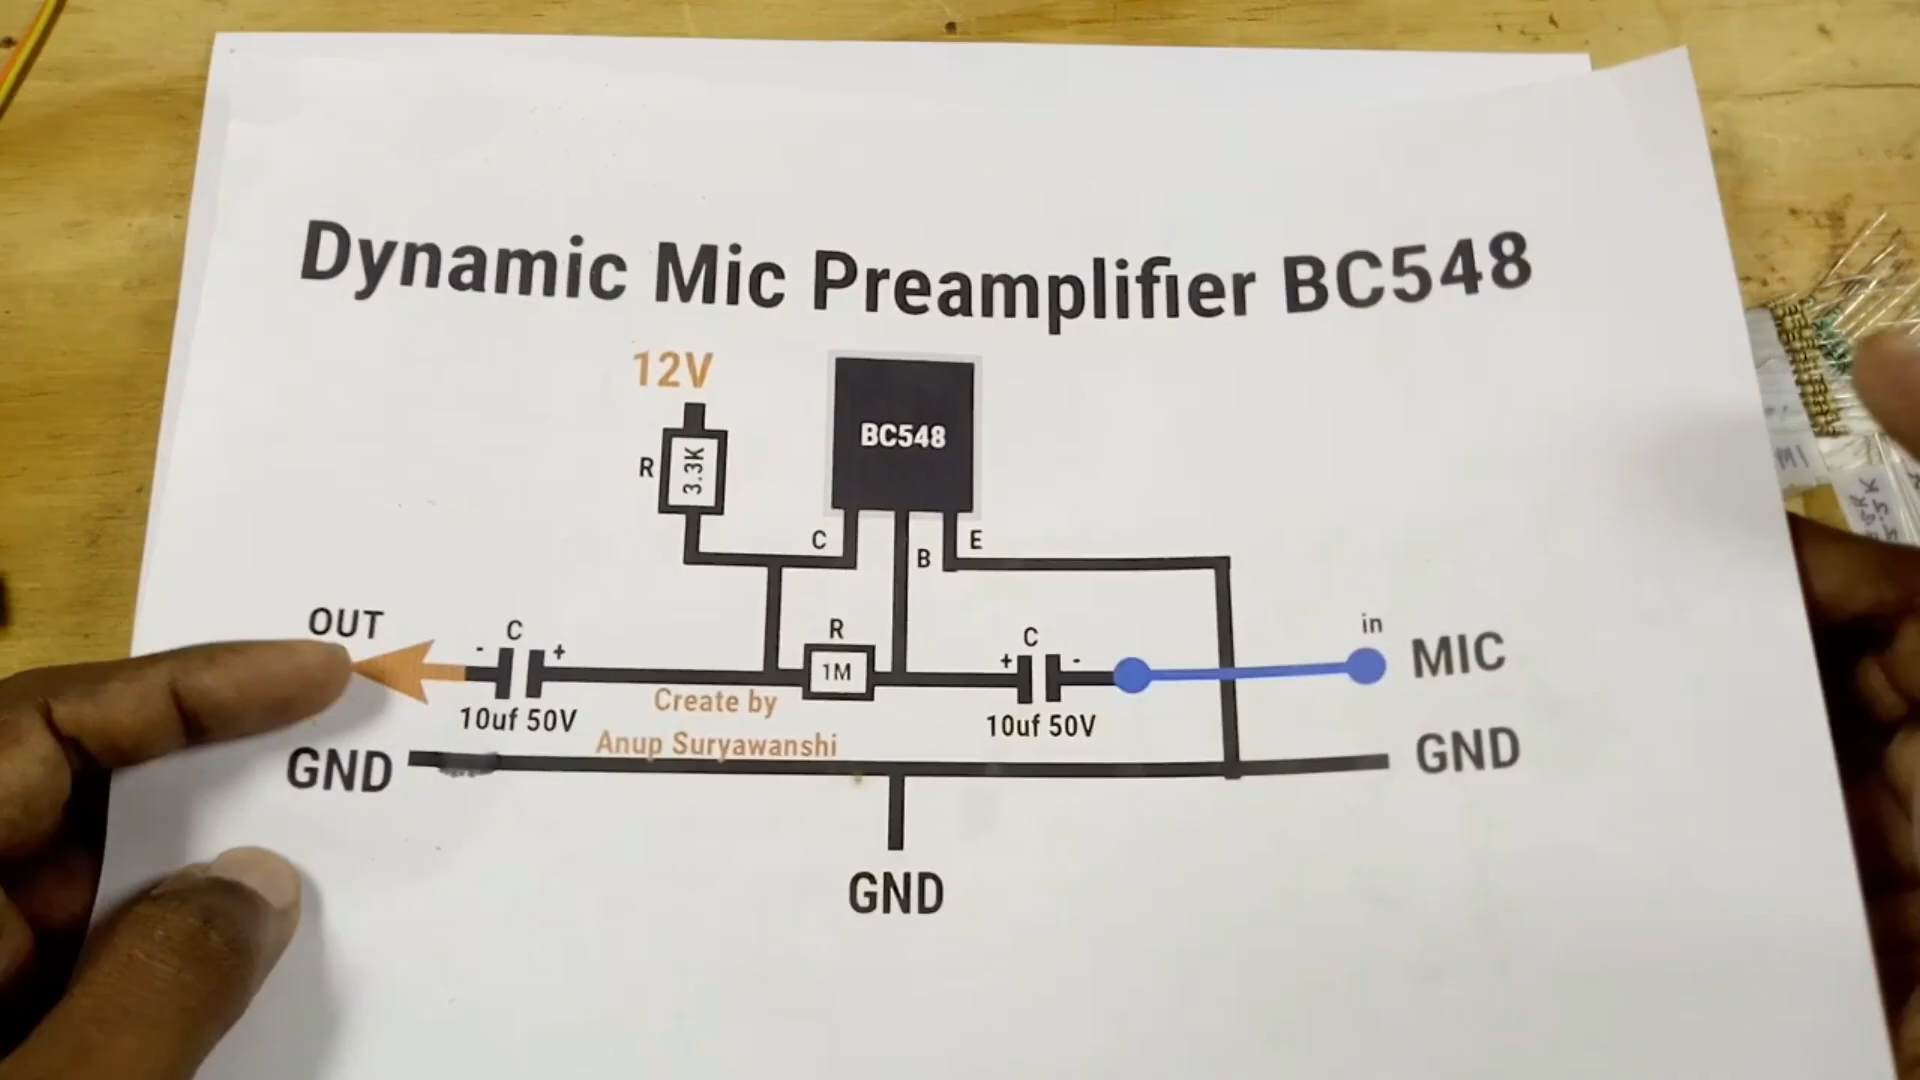 Dynamic Mic Preamplifier BC548
12V
BC548
R
3.3K
C
B
E
OUT
-
C
+
10uf 50V
R
1M
Create by
Anup Suryawanshi
C
+
-
10uf 50V
in
MIC
GND
GND
GND